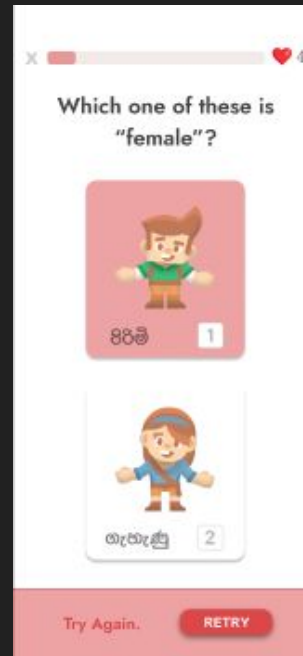 X 4
Which one of these is
“female”?
පිරිමි 1
ගැහැණු 2
Try Again. RETRY